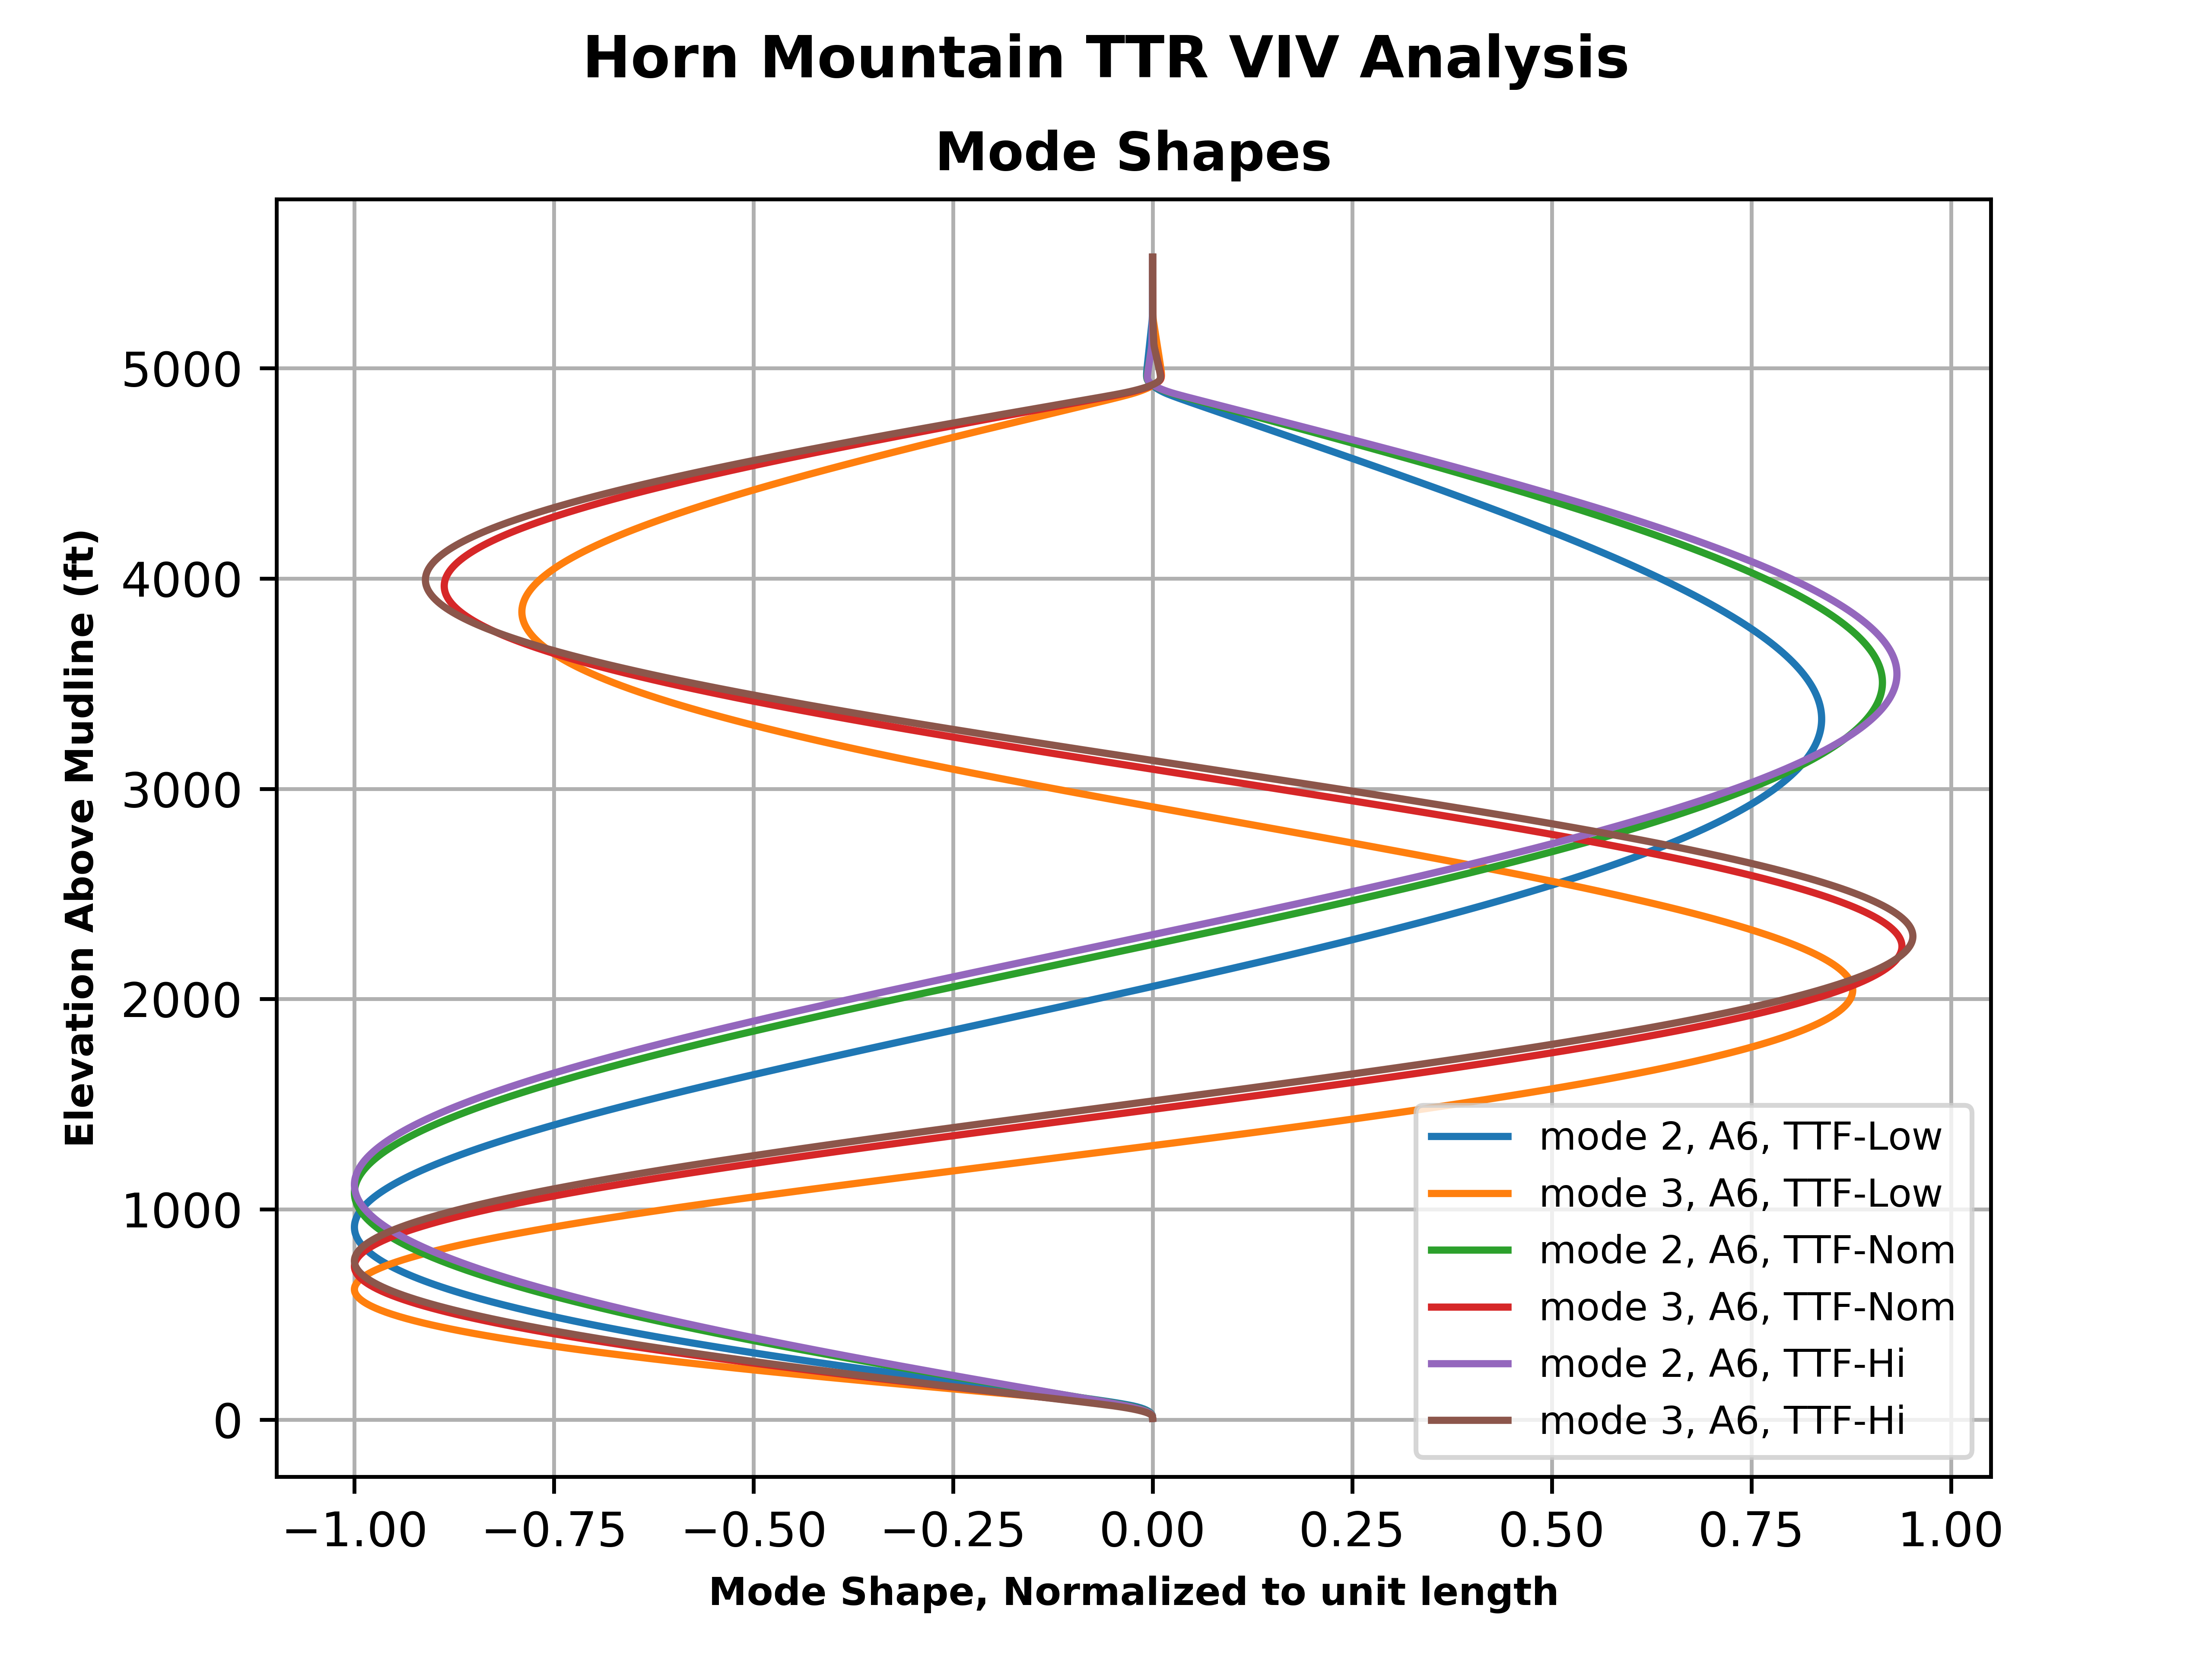 Horn Mountain TTR VIV Analysis
Mode Shapes
Elevation Above Mudline (ft)
5000
4000
3000
2000
1000
0
mode 2, A6, TTF-Low
mode 3, A6, TTF-Low
mode 2, A6, TTF-Nom
mode 3, A6, TTF-Nom
mode 2, A6, TTF-Hi
mode 3, A6, TTF-Hi
−1.00 −0.75 −0.50 −0.25 0.00 0.25 0.50 0.75 1.00
Mode Shape, Normalized to unit length